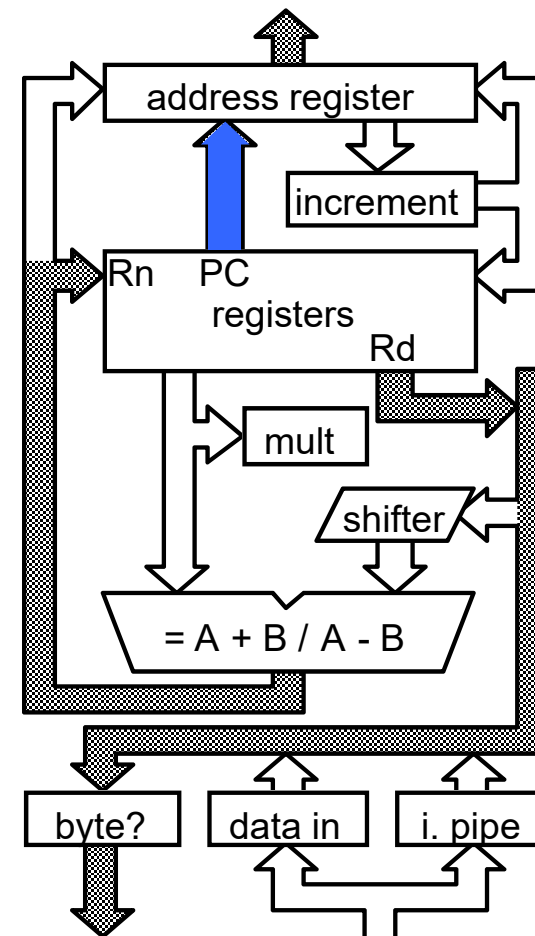 address register
increment
Rn PC
registers
Rd
mult
shifter
= A + B / A - B
byte? data in i. pipe